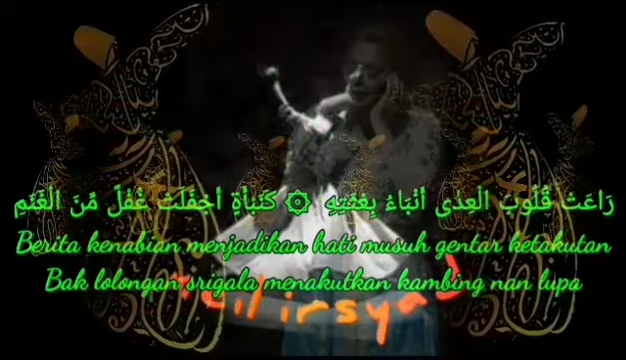 رَاعَتْ قُلُوبَ الْعِدَى أَنْبَاءُ بِعْثَتِهِ ۞ كَنَبْأَةٍ أَجْفَلَتْ غُفْلًا مِّنَ الْغَنَمِ
Berita kenabian menjadikan hati musuh gentar ketakutan
Bak lolongan srigala menakutkan kambing nan lupa
irsyad